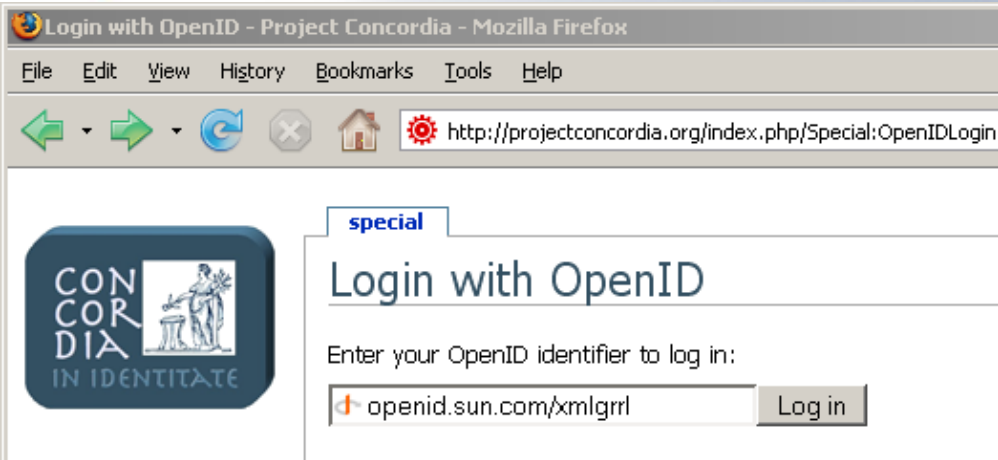 Login with OpenID - Project Concordia - Mozilla Firefox
File Edit View History Bookmarks Tools Help
http://projectconcordia.org/index.php/Special:OpenIDLogin
special
CON
COR
DIA
IN IDENTITATE
Login with OpenID
Enter your OpenID identifier to log in:
openid.sun.com/xmlgrrl Log in